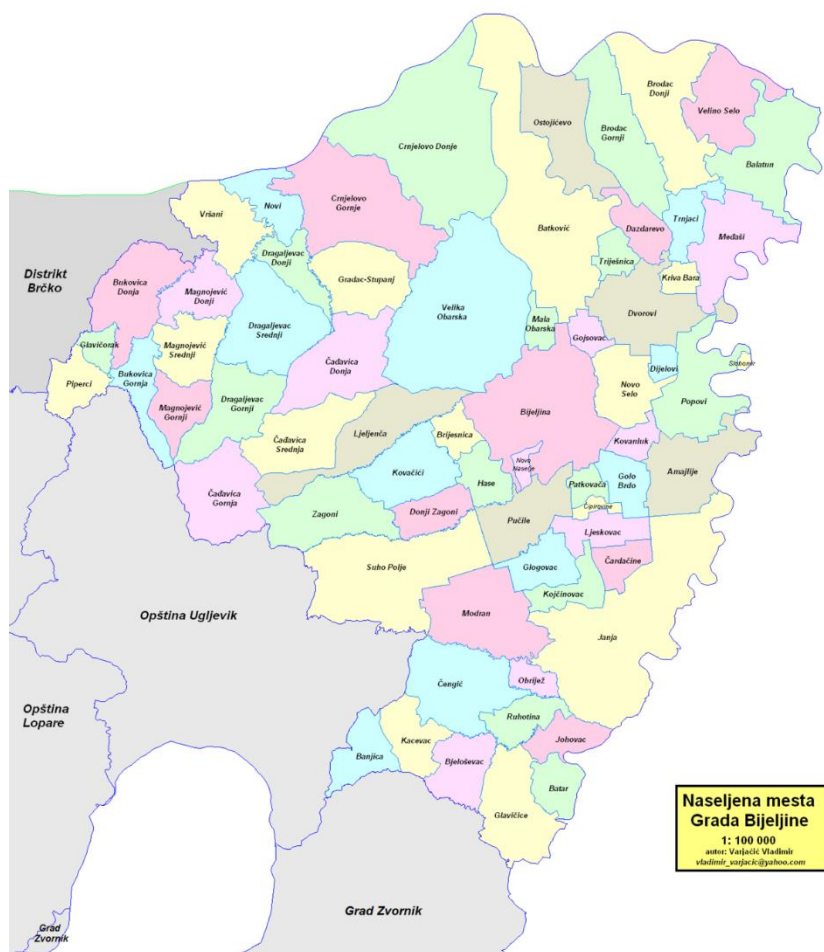 Brodac
Donji
Velino Selo
Ostojićevo
Brodac
Gornji
Crnjelovo Donje
Balatun
Crnjelovo
Gornje
Novi
Vršani
Dazdarevo
Trnjaci
Međaši
Batković
Dragaljevac
Donji
Gradac-Stupanj
Triješnica
Kriva Bara
Distrikt
Brčko
Bukovica
Donja
Magnojević
Donji
Velika
Obarska
Dvorovi
Dragaljevac
Srednji
Mala
Obarska
Gojsovac
Glavičorak
Magnojević
Srednji
Čađavica
Donja
Dijelovi
Piperci
Bukovica
Gornja
Novo
Selo
Popovi
Magnojević
Gornji
Dragaljevac
Gornji
Bijeljina
Čađavica
Srednja
Ljeljenča
Brijesnica
Novo
Naselje
Čađavica
Gornja
Kovačići
Hase
Patkovača
Golo
Brdo
Amajlije
Zagoni
Donji Zagoni
Pučile
Ljeskovac
Suho Polje
Glogovac
Čardačine
Kojčinovac
Opština Ugljevik
Modran
Janja
Čengić
Obrijež
Opština
Lopare
Ruhotina
Johovac
Banjica
Kacevac
Bjeloševac
Batar
Glavičice
Naseljena mesta
Grada Bijeljine
1: 100 000
autor: Varjačić Vladimir
vladimir_varjacic@yahoo.com
Grad Zvornik
Grad
Zvornik